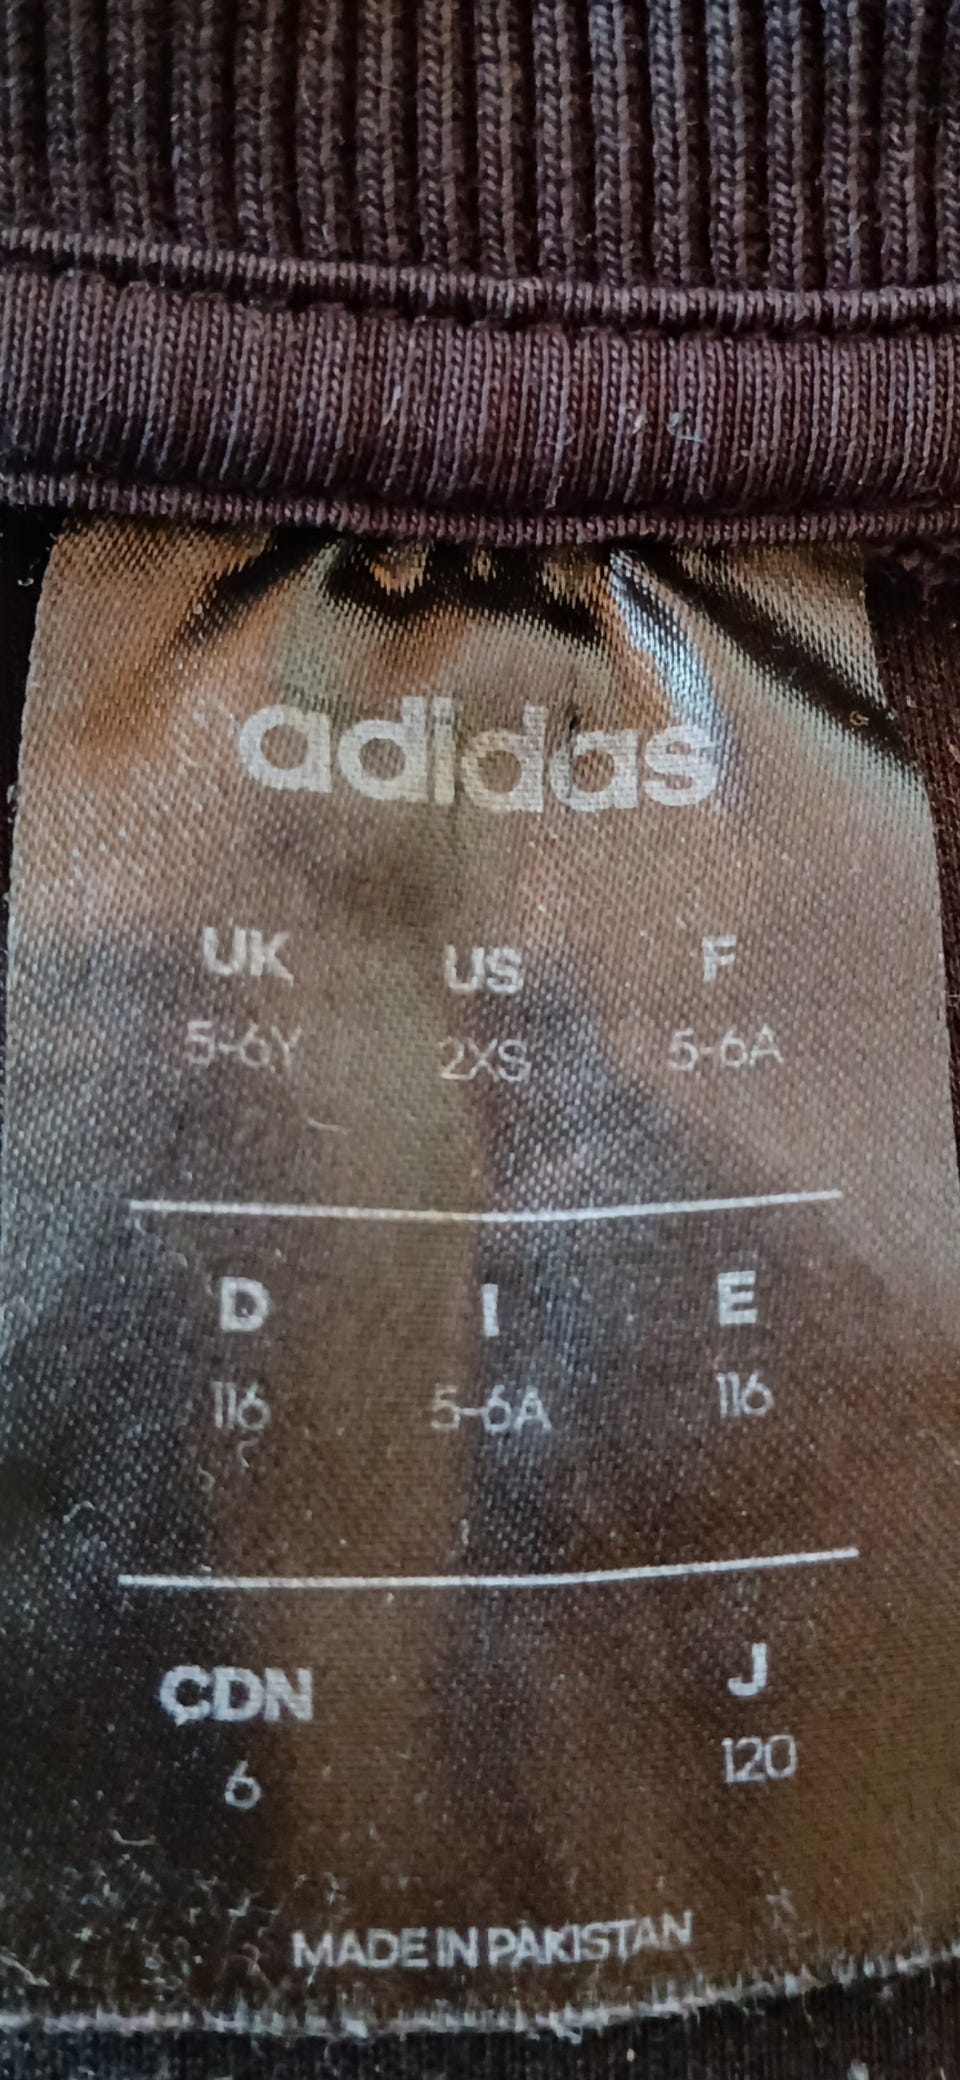 adidas
UK US F
5-6Y 2XS 5-6A
D I E
116 5-6A 116
CDN J
6 120
MADE IN PAKISTAN